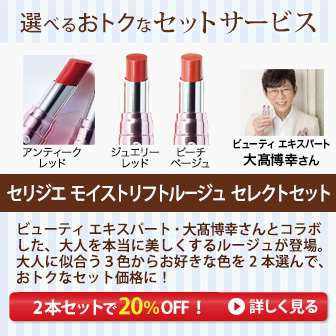 選べるおトクなセットサービス
アンティーク
レッド
ジュエリー
レッド
ピーチ
ベージュ
ビューティ エキスパート
大髙博幸さん
セリジエ モイストリフトルージュ セレクトセット
ビューティ エキスパート・大髙博幸さんとコラボ
した、大人を本当に美しくするルージュが登場。
大人に似合う3色からお好きな色を2本選んで、
おトクなセット価格に！
2本セットで20%OFF！
詳しく見る